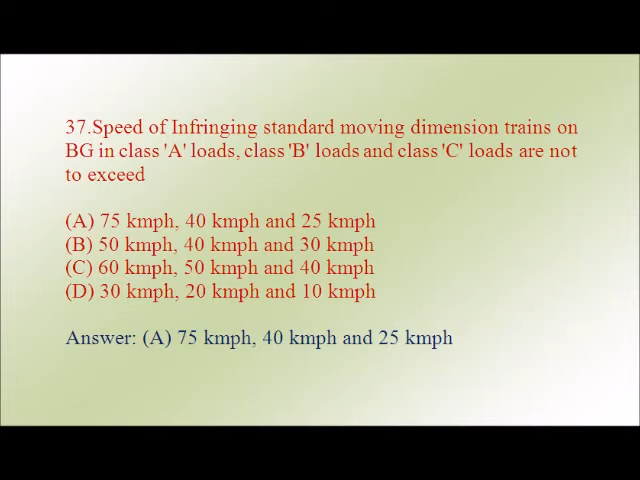 37.Speed of Infringing standard moving dimension trains on
BG in class 'A' loads, class 'B' loads and class 'C' loads are not
to exceed
(A) 75 kmph, 40 kmph and 25 kmph
(B) 50 kmph, 40 kmph and 30 kmph
(C) 60 kmph, 50 kmph and 40 kmph
(D) 30 kmph, 20 kmph and 10 kmph
Answer: (A) 75 kmph, 40 kmph and 25 kmph